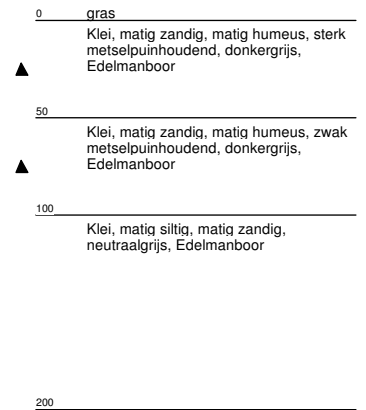 0 gras
Klei, matig zandig, matig humeus, sterk
metselpuinhoudend, donkergrijs,
Edelmanboor
50
Klei, matig zandig, matig humeus, zwak
metselpuinhoudend, donkergrijs,
Edelmanboor
100
Klei, matig siltig, matig zandig,
neutraalgrijs, Edelmanboor
200